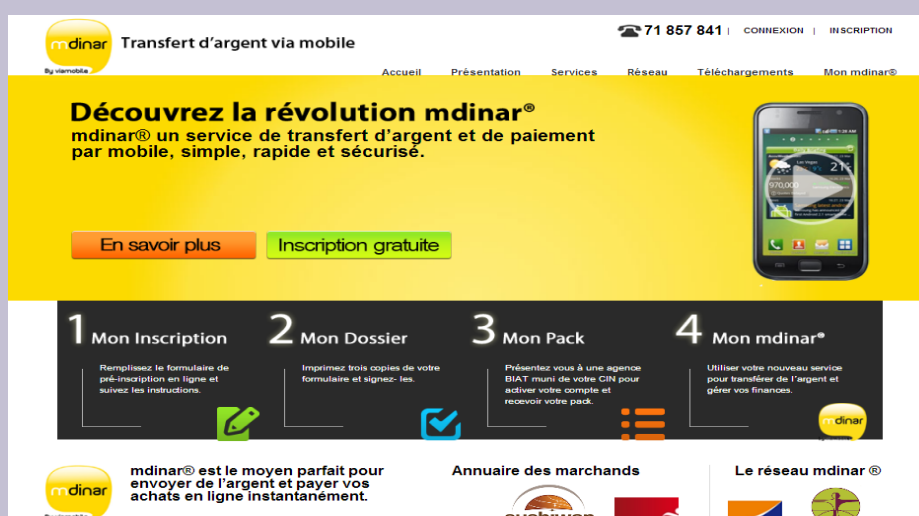 mdinar
By viamobile
Transfert d'argent via mobile
71 857 841 | CONNEXION | INSCRIPTION
Accueil Présentation Services Réseau Téléchargements Mon mdinar®
Découvrez la révolution mdinar®
mdinar® un service de transfert d'argent et de paiement
par mobile, simple, rapide et sécurisé.
En savoir plus
Inscription gratuite
Las Vegas
21°
970,000
1 Mon Inscription
Remplissez le formulaire de
pré-inscription en ligne et
suivez les instructions.
2 Mon Dossier
Imprimez trois copies de votre
formulaire et signez- les.
3 Mon Pack
Présentez vous à une agence
BIAT muni de votre CIN pour
activer votre compte et
recevoir votre pack.
4 Mon mdinar®
Utiliser votre nouveau service
pour transférer de l'argent et
gérer vos finances.
mdinar
mdinar
mdinar® est le moyen parfait pour
envoyer de l'argent et payer vos
achats en ligne instantanément.
Annuaire des marchands
Le réseau mdinar ®